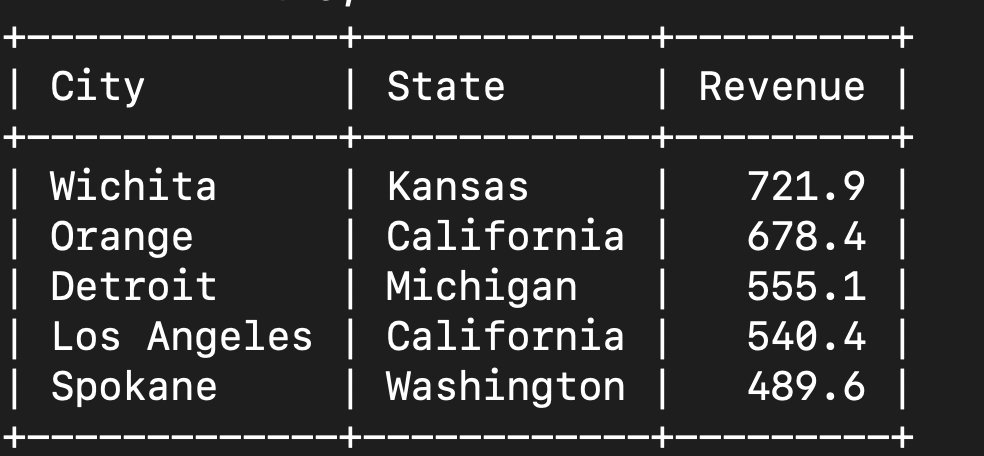 +-------------+------------+---------+
| City        | State      | Revenue |
+-------------+------------+---------+
| Wichita     | Kansas     |   721.9 |
| Orange      | California |   678.4 |
| Detroit     | Michigan   |   555.1 |
| Los Angeles | California |   540.4 |
| Spokane     | Washington |   489.6 |
+-------------+------------+---------+